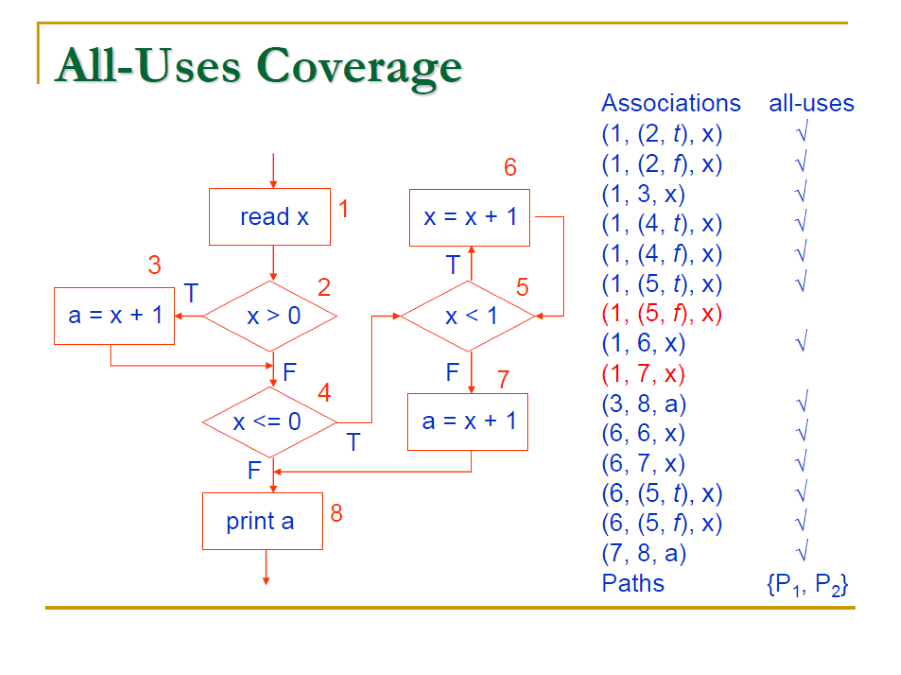 All-Uses Coverage
Associations all-uses
(1, (2, t), x) √
(1, (2, f), x) √
(1, 3, x) √
(1, (4, t), x) √
(1, (4, f), x) √
(1, (5, t), x) √
(1, (5, f), x)
(1, 6, x) √
(1, 7, x)
(3, 8, a) √
(6, 6, x) √
(6, 7, x) √
(6, (5, t), x) √
(6, (5, f), x) √
(7, 8, a) √
Paths {P₁, P₂}
read x 1
x > 0 2
T
F
a = x + 1 3
x <= 0 4
T
F
x < 1 5
T
F
x = x + 1 6
a = x + 1 7
print a 8